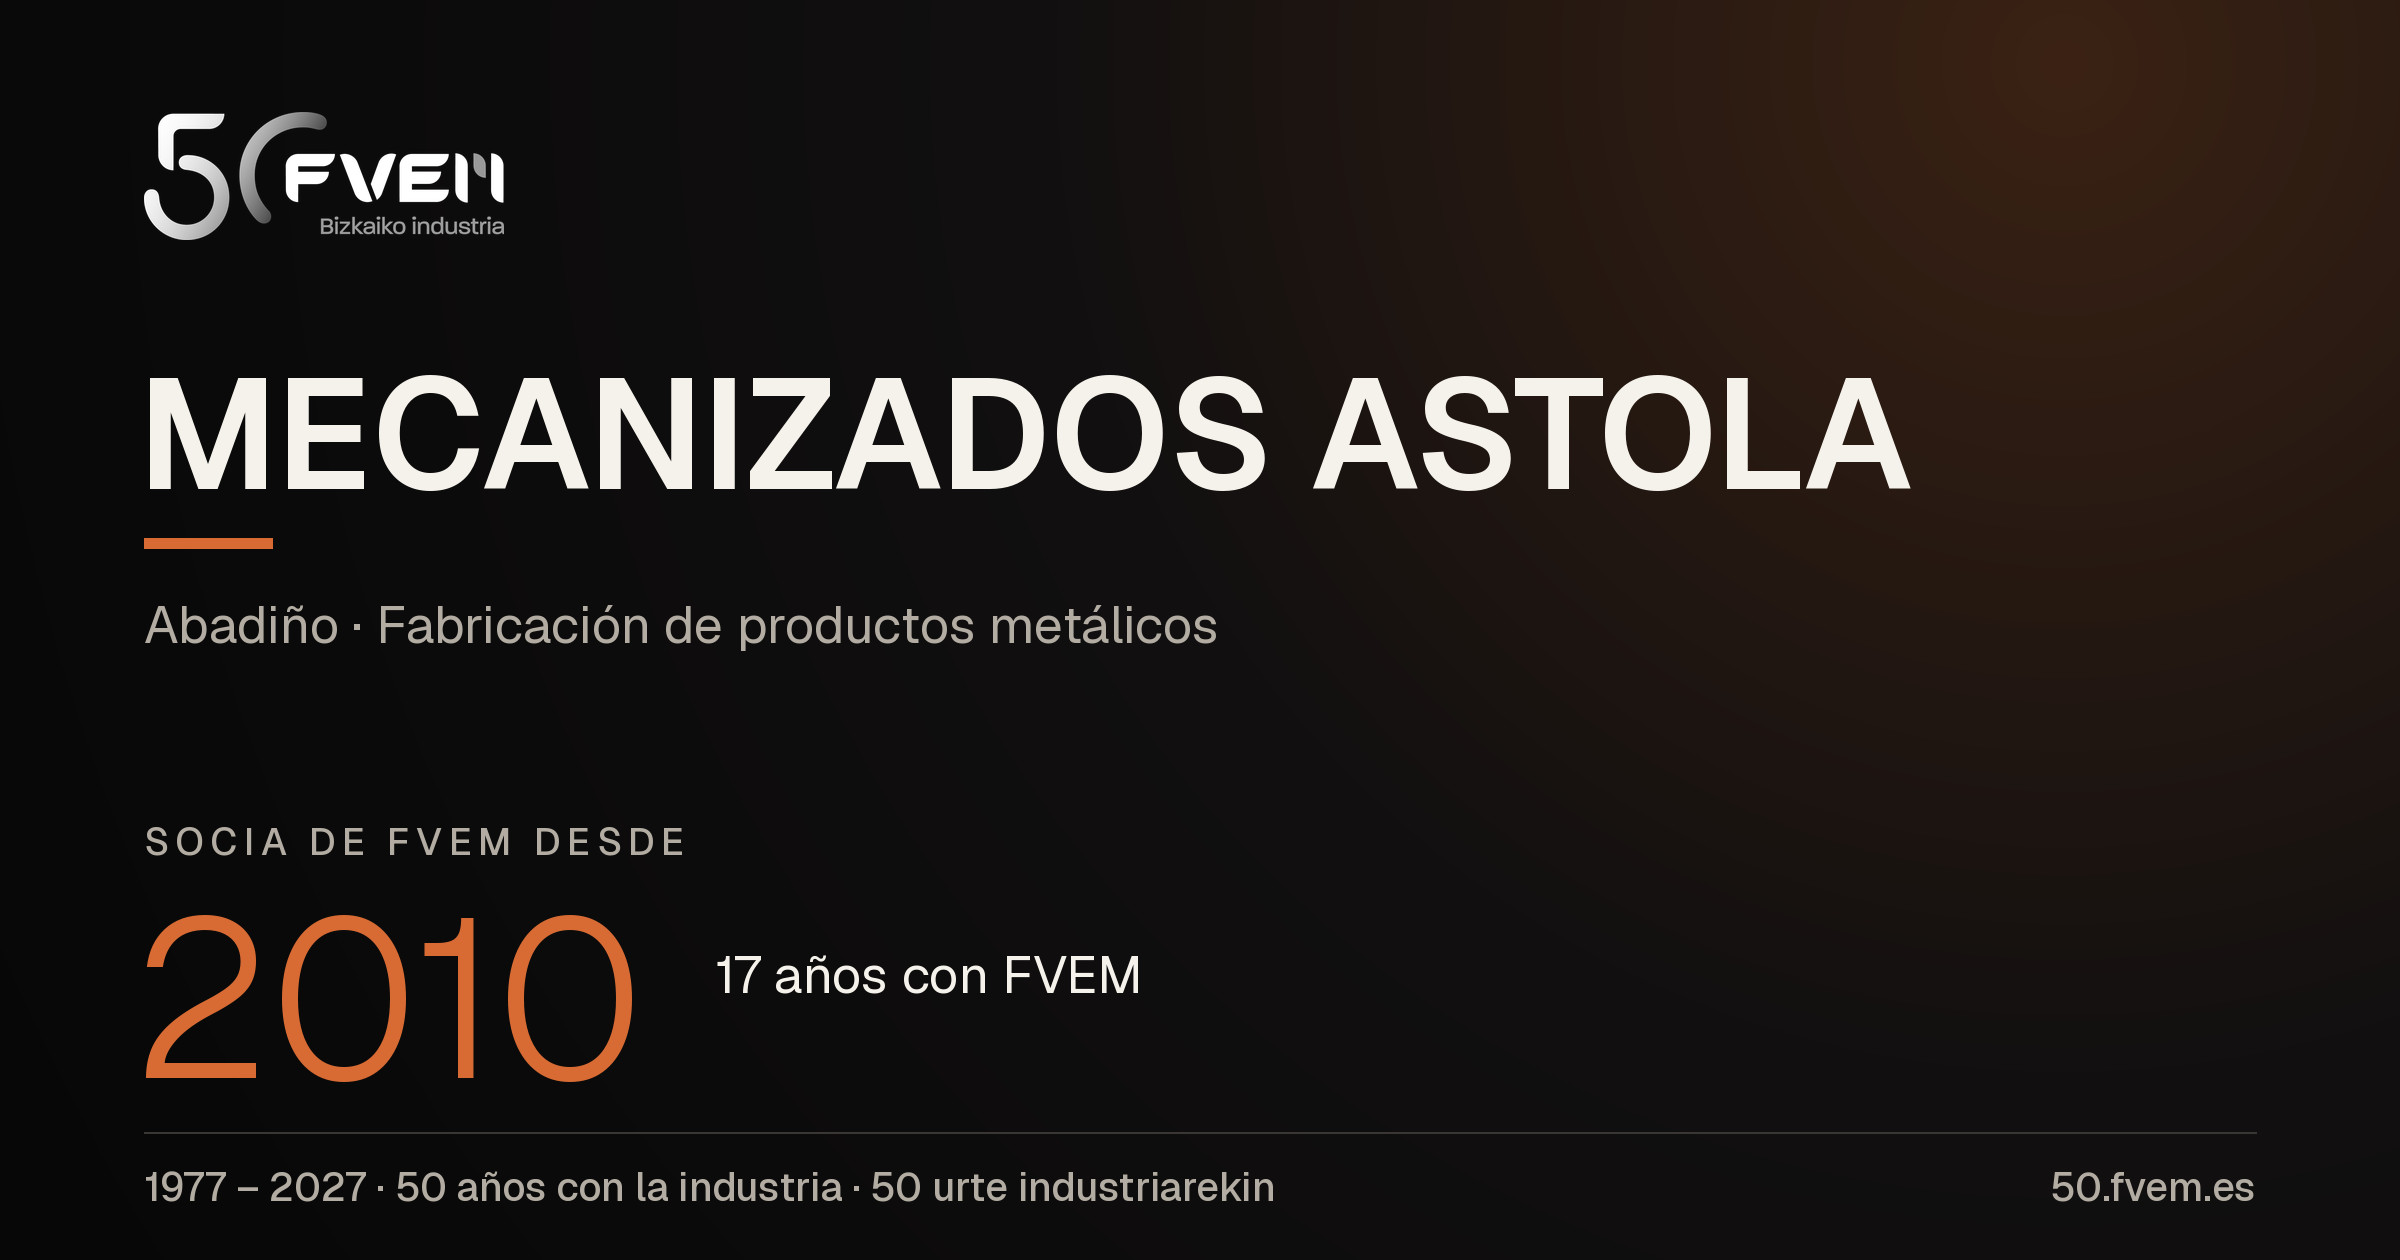 50 FVEM
Bizkaiko industria
MECANIZADOS ASTOLA
Abadiño · Fabricación de productos metálicos
SOCIA DE FVEM DESDE
2010
17 años con FVEM
1977 – 2027 · 50 años con la industria · 50 urte industriarekin
50.fvem.es